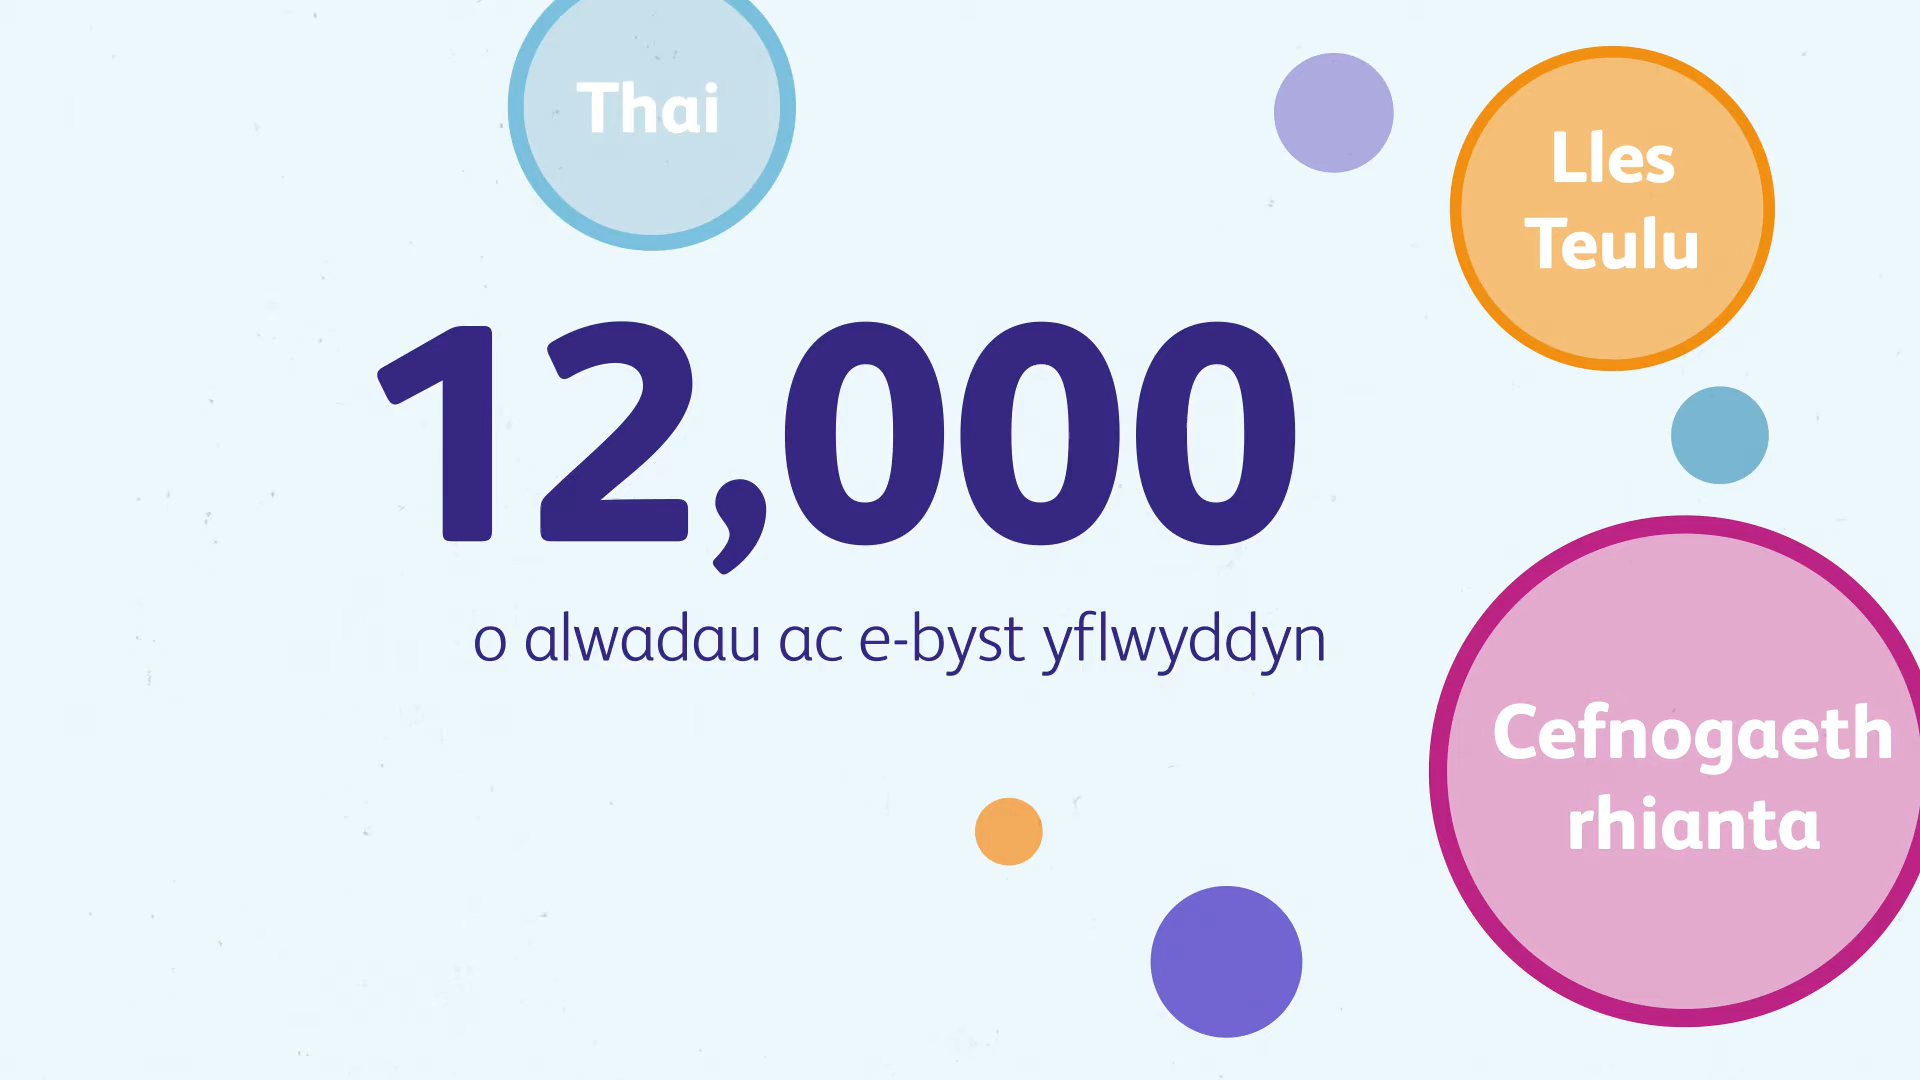 Thai
Lles
Teulu
12,000
o alwadau ac e-byst yflwyddyn
Cefnogaeth
rhianta